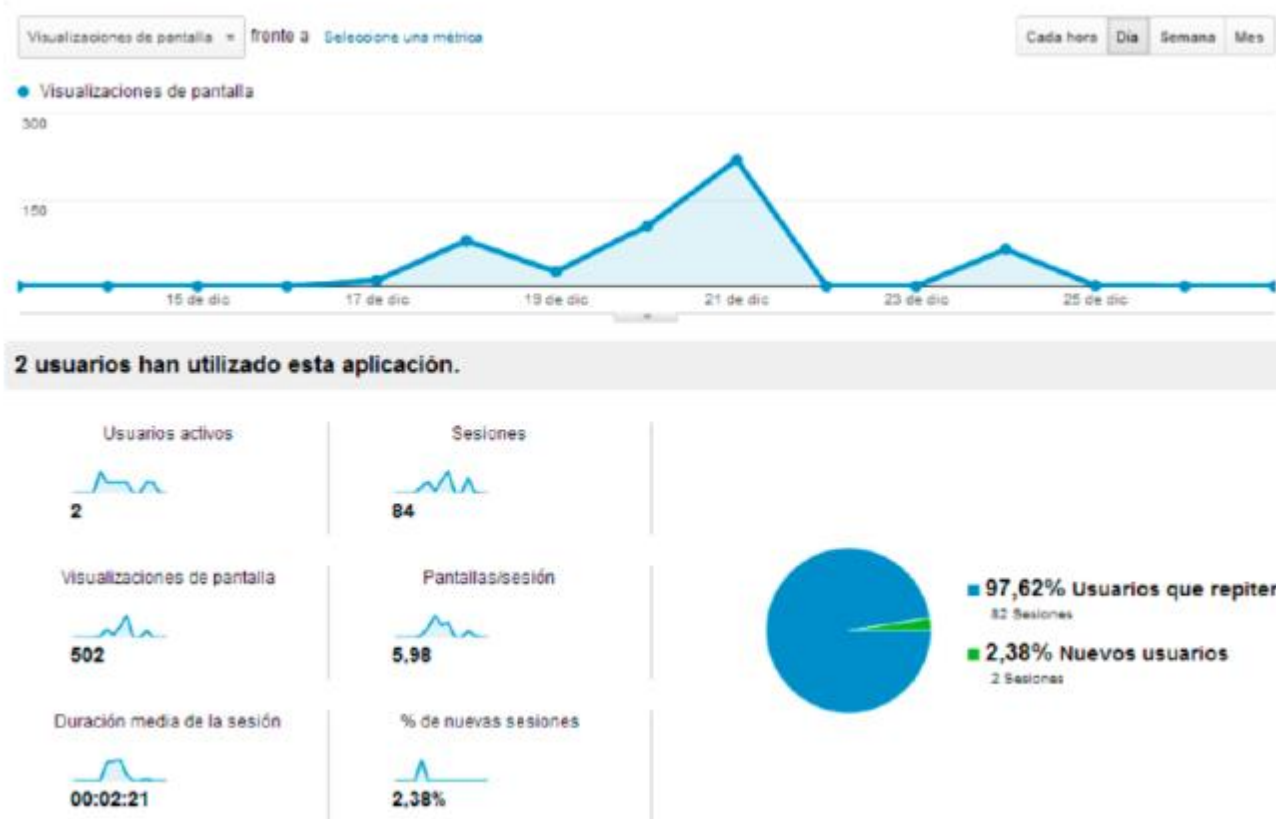 Visualizaciones de pantalla frente a Seleccione una métrica
Cada hora Día Semana Mes
Visualizaciones de pantalla
300
150
15 de dic 17 de dic 19 de dic 21 de dic 23 de dic 25 de dic
2 usuarios han utilizado esta aplicación.
Usuarios activos
2
Sesiones
84
Visualizaciones de pantalla
502
Pantallas/sesión
5,98
Duración media de la sesión
00:02:21
% de nuevas sesiones
2,38%
97,62% Usuarios que repiten
82 Sesiones
2,38% Nuevos usuarios
2 Sesiones